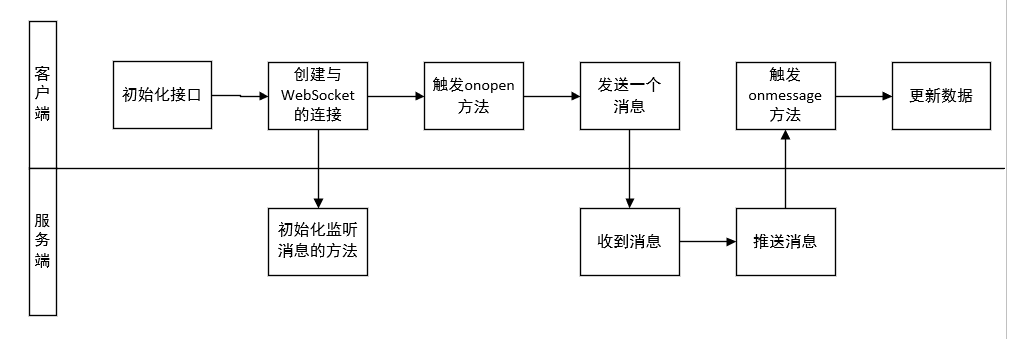 客
户
端
初始化接口
创建与
WebSocket
的连接
触发onopen
方法
发送一个
消息
触发
onmessage
方法
更新数据
服
务
端
初始化监听
消息的方法
收到消息
推送消息